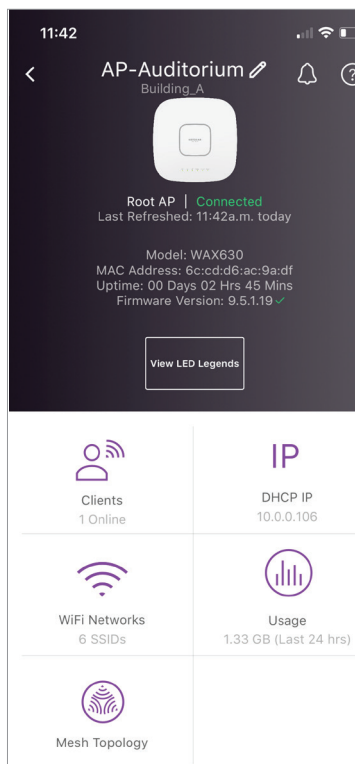 11:42
AP-Auditorium
Building_A
Root AP | Connected
Last Refreshed: 11:42a.m. today
Model: WAX630
MAC Address: 6c:cd:d6:ac:9a:df
Uptime: 00 Days 02 Hrs 45 Mins
Firmware Version: 9.5.1.19
View LED Legends
Clients
1 Online
IP
DHCP IP
10.0.0.106
WiFi Networks
6 SSIDs
Usage
1.33 GB (Last 24 hrs)
Mesh Topology